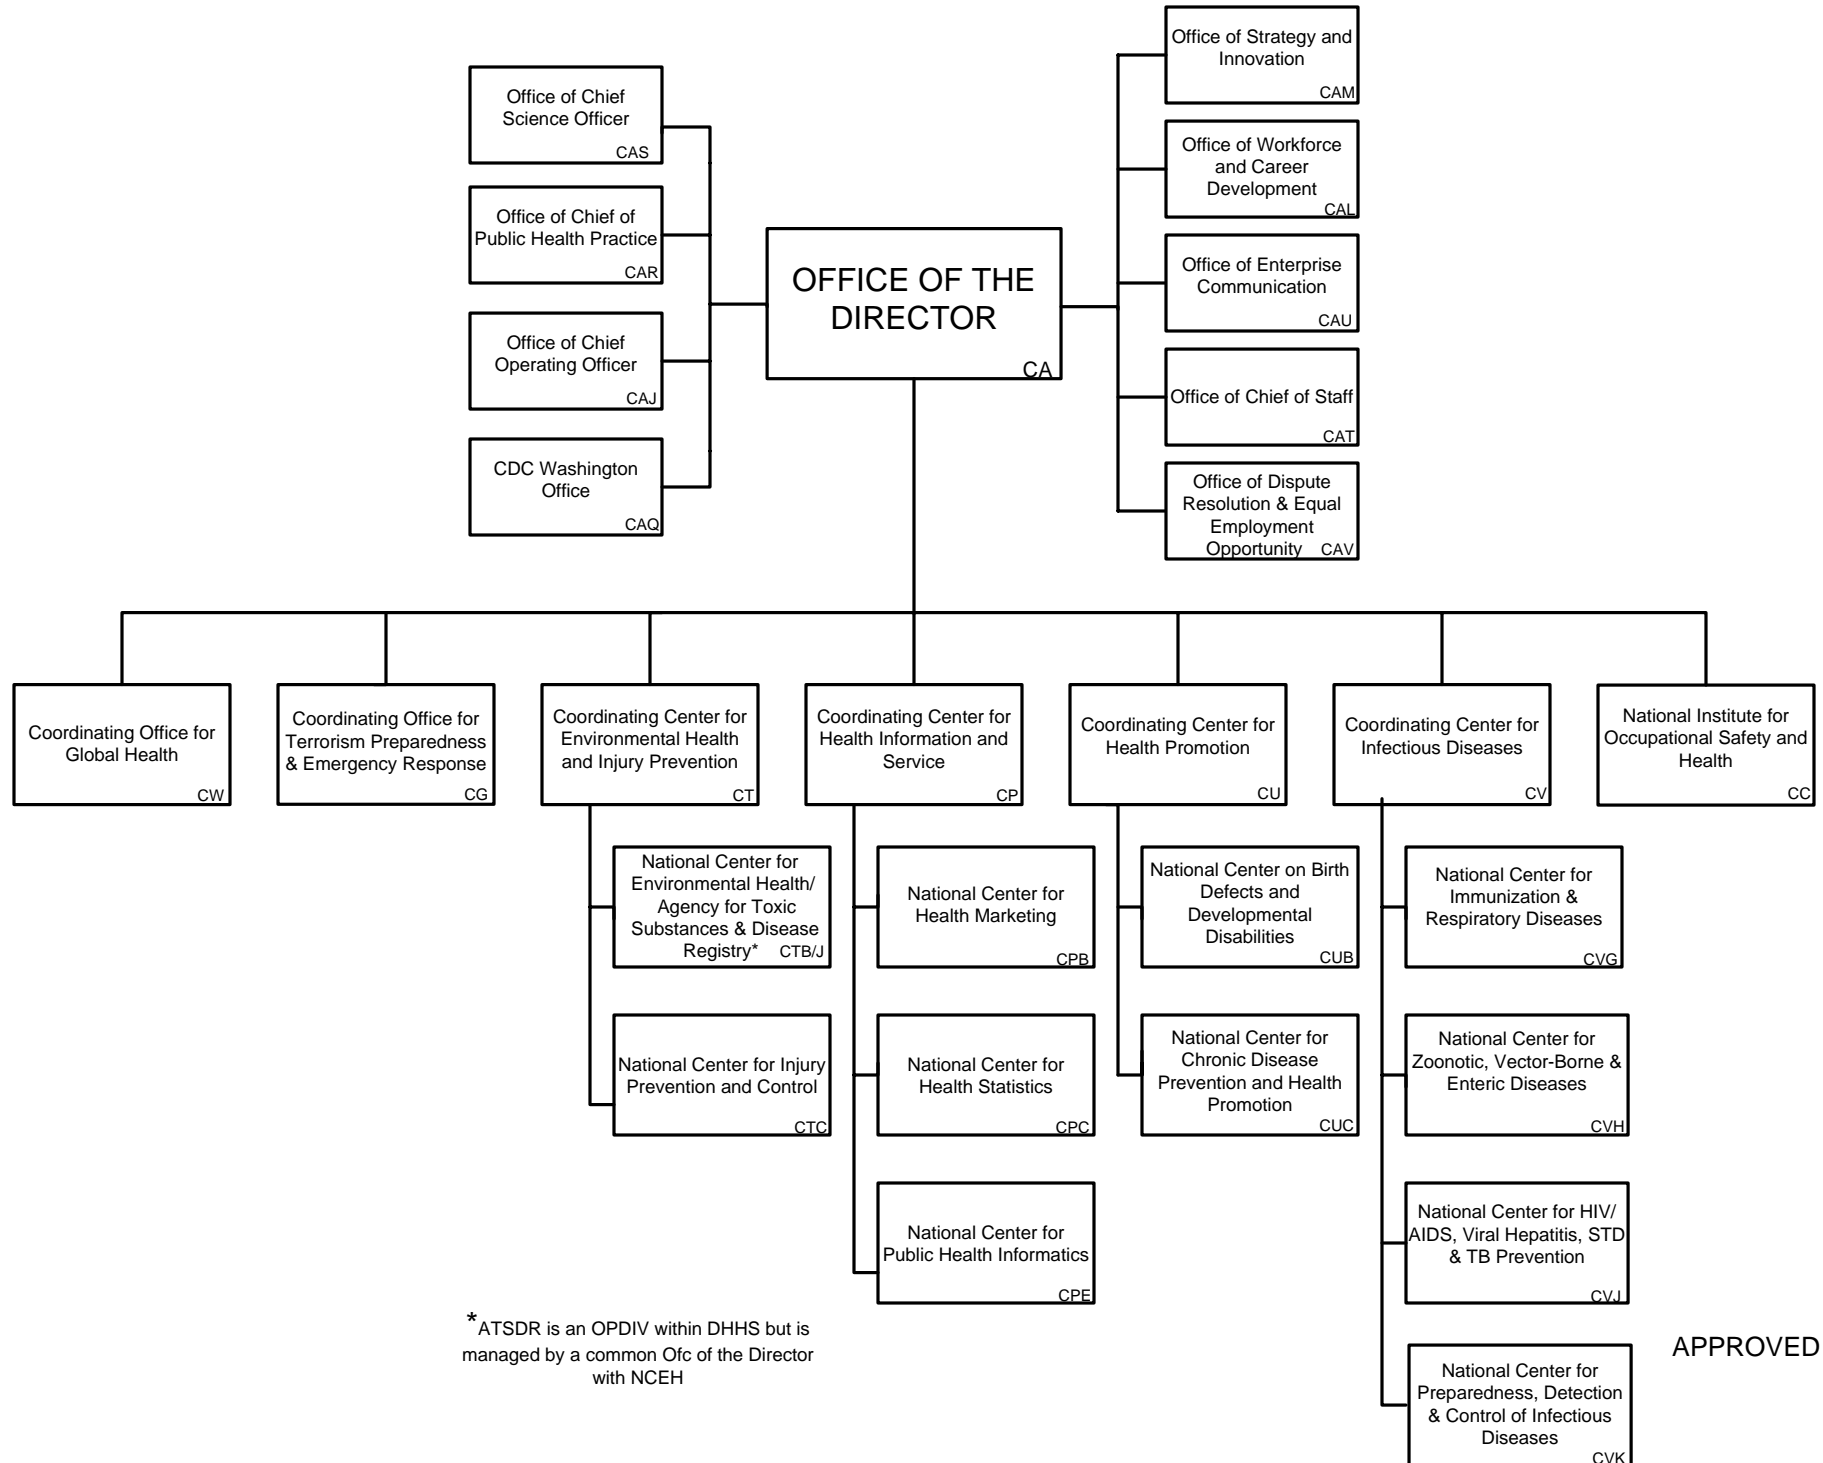 Office of Chief
Science Officer
CAS
Office of Chief of
Public Health Practice
CAR
Office of Chief
Operating Officer
CAJ
CDC Washington
Office
CAQ
OFFICE OF THE
DIRECTOR
CA
Office of Strategy and
Innovation
CAM
Office of Workforce
and Career
Development
CAL
Office of Enterprise
Communication
CAU
Office of Chief of Staff
CAT
Office of Dispute
Resolution & Equal
Employment
Opportunity CAV
Coordinating Office for
Global Health
CW
Coordinating Office for
Terrorism Preparedness
& Emergency Response
CG
Coordinating Center for
Environmental Health
and Injury Prevention
CT
Coordinating Center for
Health Information and
Service
CP
Coordinating Center for
Health Promotion
CU
Coordinating Center for
Infectious Diseases
CV
National Institute for
Occupational Safety and
Health
CC
National Center for
Environmental Health/
Agency for Toxic
Substances & Disease
Registry* CTB/J
National Center for Injury
Prevention and Control
CTC
National Center for
Health Marketing
CPB
National Center for
Health Statistics
CPC
National Center for
Public Health Informatics
CPE
National Center on Birth
Defects and
Developmental
Disabilities
CUB
National Center for
Chronic Disease
Prevention and Health
Promotion
CUC
National Center for
Immunization &
Respiratory Diseases
CVG
National Center for
Zoonotic, Vector-Borne &
Enteric Diseases
CVH
National Center for HIV/
AIDS, Viral Hepatitis, STD
& TB Prevention
CVJ
National Center for
Preparedness, Detection
& Control of Infectious
Diseases
CVK
*ATSDR is an OPDIV within DHHS but is
managed by a common Ofc of the Director
with NCEH
APPROVED